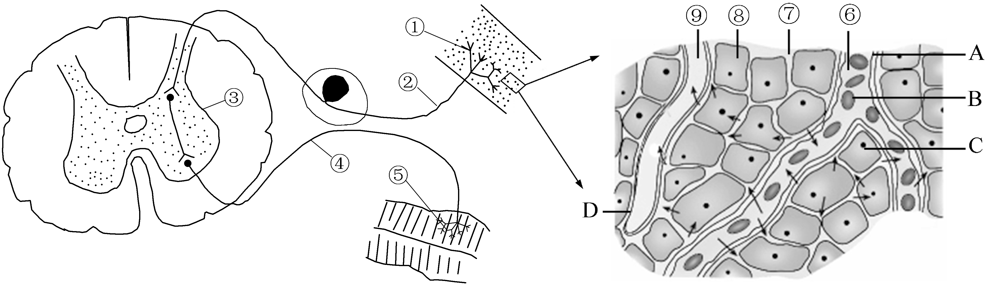 ①
②
③
④
⑤
⑨ ⑧ ⑦ ⑥
A
B
C
D